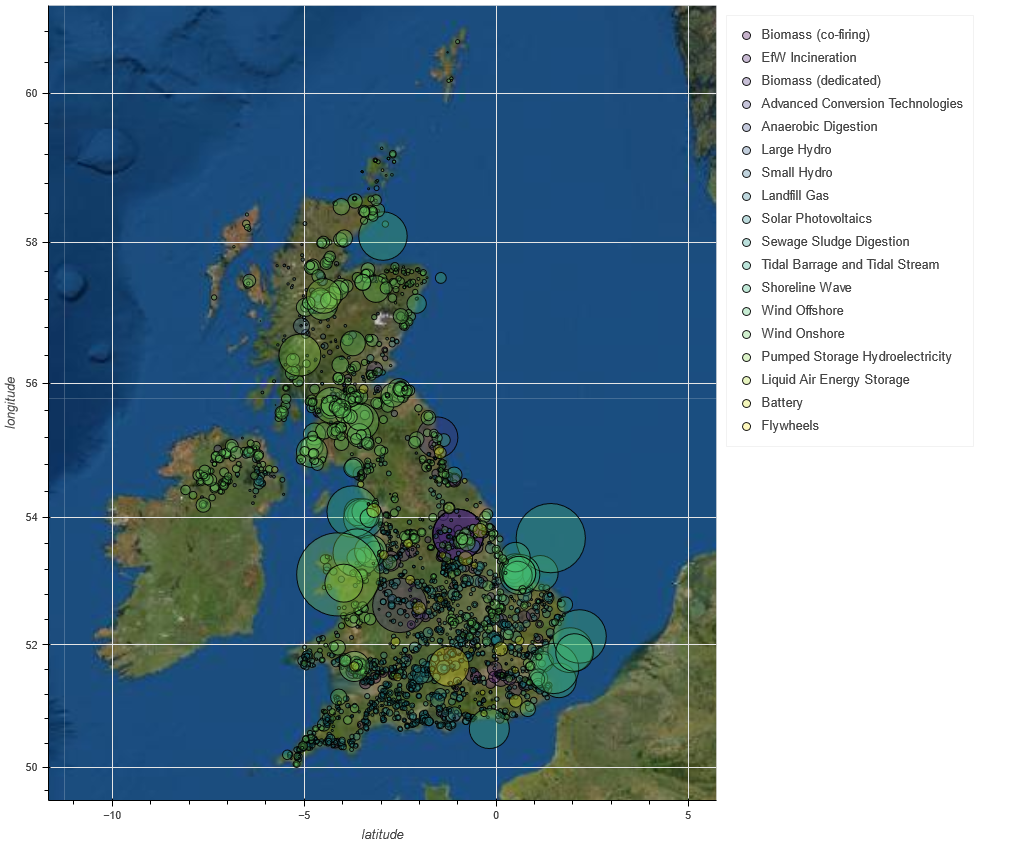 60
58
56
54
52
50
longitude
−10
−5
0
5
latitude
Biomass (co-firing)
EfW Incineration
Biomass (dedicated)
Advanced Conversion Technologies
Anaerobic Digestion
Large Hydro
Small Hydro
Landfill Gas
Solar Photovoltaics
Sewage Sludge Digestion
Tidal Barrage and Tidal Stream
Shoreline Wave
Wind Offshore
Wind Onshore
Pumped Storage Hydroelectricity
Liquid Air Energy Storage
Battery
Flywheels